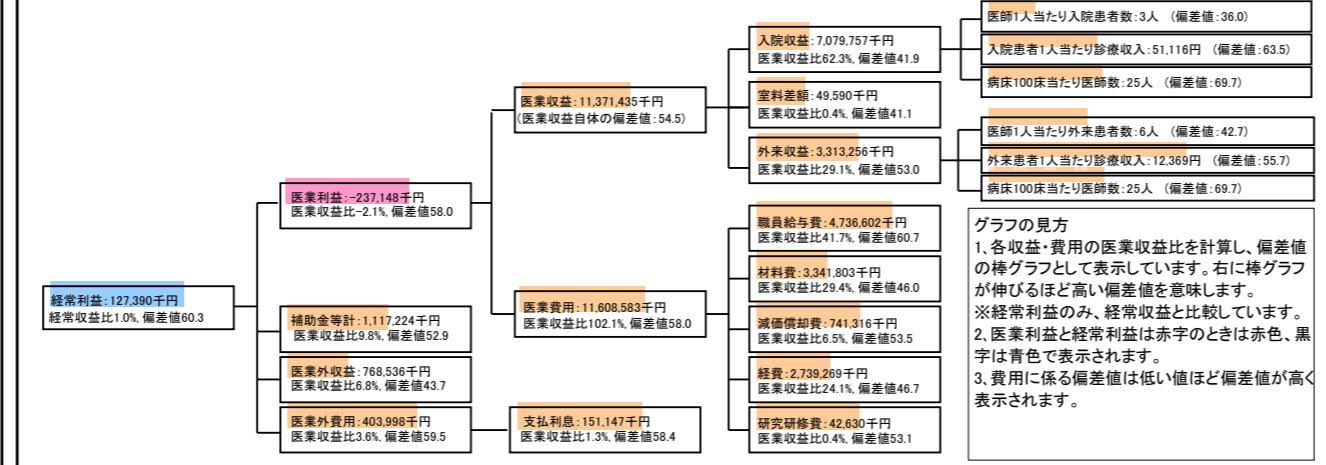 経常利益:127,390千円
経常収益比1.0%, 偏差値60.3
医業利益:-237,148千円
医業収益比-2.1%, 偏差値58.0
補助金等計:1,117,224千円
医業収益比9.8%, 偏差値52.9
医業外収益:768,536千円
医業収益比6.8%, 偏差値43.7
医業外費用:403,998千円
医業収益比3.6%, 偏差値59.5
医業収益:11,371,435千円
(医業収益自体の偏差値:54.5)
医業費用:11,608,583千円
医業収益比102.1%, 偏差値58.0
支払利息:151,147千円
医業収益比1.3%, 偏差値58.4
入院収益:7,079,757千円
医業収益比62.3%, 偏差値41.9
室料差額:49,590千円
医業収益比0.4%, 偏差値41.1
外来収益:3,313,256千円
医業収益比29.1%, 偏差値53.0
職員給与費:4,736,602千円
医業収益比41.7%, 偏差値60.7
材料費:3,341,803千円
医業収益比29.4%, 偏差値46.0
減価償却費:741,316千円
医業収益比6.5%, 偏差値53.5
経費:2,739,269千円
医業収益比24.1%, 偏差値46.7
研究研修費:42,630千円
医業収益比0.4%, 偏差値53.1
医師1人当たり入院患者数:3人 (偏差値:36.0)
入院患者1人当たり診療収入:51,116円 (偏差値:63.5)
病床100床当たり医師数:25人 (偏差値:69.7)
医師1人当たり外来患者数:6人 (偏差値:42.7)
外来患者1人当たり診療収入:12,369円 (偏差値:55.7)
病床100床当たり医師数:25人 (偏差値:69.7)
グラフの見方
1、各収益・費用の医業収益比を計算し、偏差値
の棒グラフとして表示しています。右に棒グラフ
が伸びるほど高い偏差値を意味します。
※経常利益のみ、経常収益と比較しています。
2、医業利益と経常利益は赤字のときは赤色、黒
字は青色で表示されます。
3、費用に係る偏差値は低い値ほど偏差値が高く
表示されます。